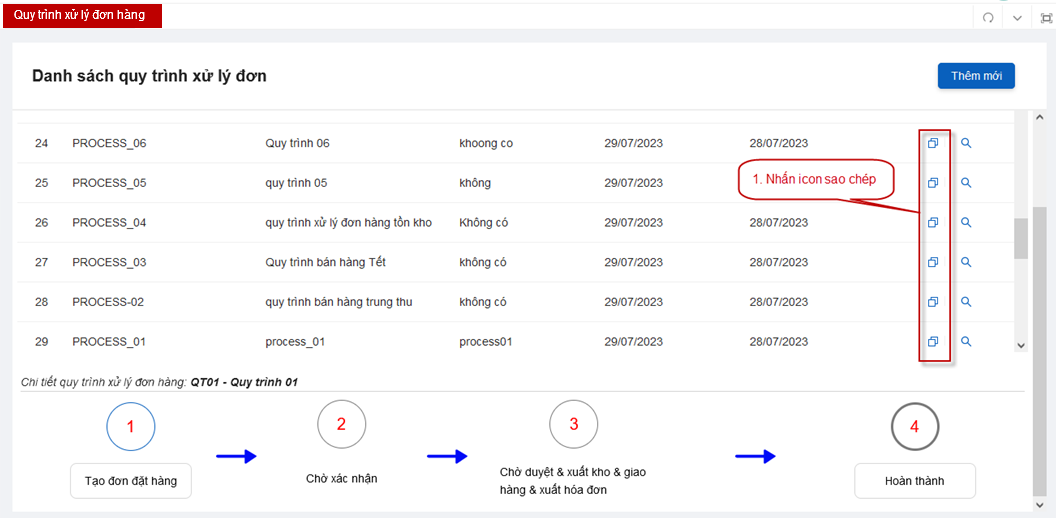 Quy trình xử lý đơn hàng
Danh sách quy trình xử lý đơn
Thêm mới
24 PROCESS_06 Quy trình 06 khoong co 29/07/2023 28/07/2023
25 PROCESS_05 quy trình 05 không 29/07/2023
1. Nhấn icon sao chép
26 PROCESS_04 quy trình xử lý đơn hàng tồn kho Không có 29/07/2023 28/07/2023
27 PROCESS_03 Quy trình bán hàng Tết không có 29/07/2023 28/07/2023
28 PROCESS-02 quy trình bán hàng trung thu không có 29/07/2023 28/07/2023
29 PROCESS_01 process_01 process01 29/07/2023 28/07/2023
Chi tiết quy trình xử lý đơn hàng: QT01 - Quy trình 01
1
2
3
4
Tạo đơn đặt hàng
Chờ xác nhận
Chờ duyệt & xuất kho & giao
hàng & xuất hóa đơn
Hoàn thành